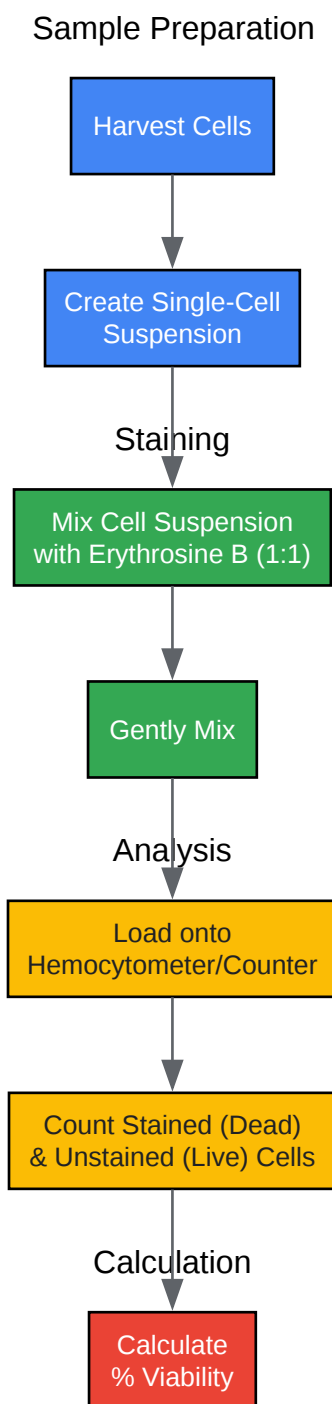 Sample Preparation
Harvest Cells
Create Single-Cell
Suspension
Staining
Mix Cell Suspension
with Erythrosine B (1:1)
Gently Mix
Analysis
Load onto
Hemocytometer/Counter
Count Stained (Dead)
& Unstained (Live) Cells
Calculation
Calculate
% Viability